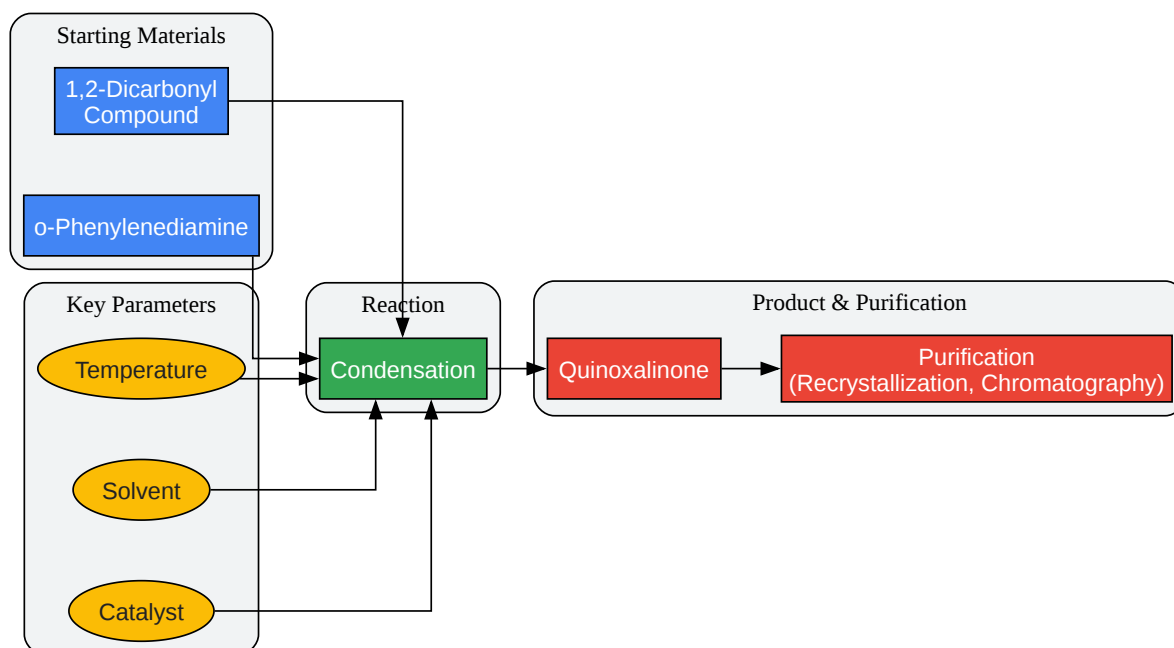 Starting Materials
1,2-Dicarbonyl
Compound
o-Phenylenediamine
Key Parameters
Temperature
Solvent
Catalyst
Reaction
Condensation
Product & Purification
Quinoxalinone
Purification
(Recrystallization, Chromatography)